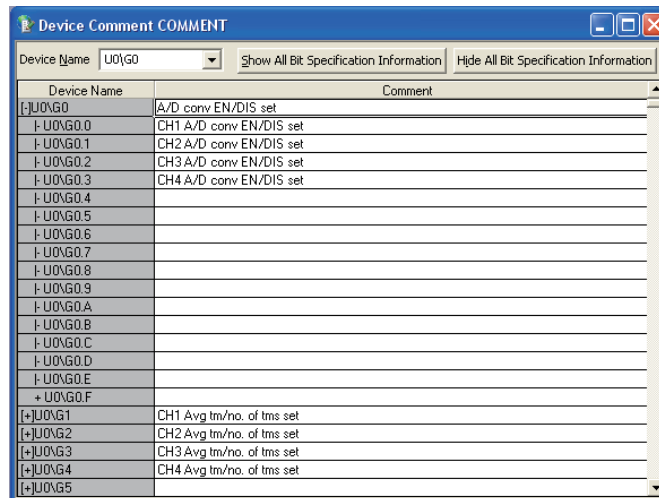 Device Comment COMMENT
Device Name U0\G0 Show All Bit Specification Information Hide All Bit Specification Information
Device Name Comment
[-]U0\G0 A/D conv EN/DIS set
|- U0\G0.0 CH1 A/D conv EN/DIS set
|- U0\G0.1 CH2 A/D conv EN/DIS set
|- U0\G0.2 CH3 A/D conv EN/DIS set
|- U0\G0.3 CH4 A/D conv EN/DIS set
|- U0\G0.4
|- U0\G0.5
|- U0\G0.6
|- U0\G0.7
|- U0\G0.8
|- U0\G0.9
|- U0\G0.A
|- U0\G0.B
|- U0\G0.C
|- U0\G0.D
|- U0\G0.E
+ U0\G0.F
[+]U0\G1 CH1 Avg tm/no. of tms set
[+]U0\G2 CH2 Avg tm/no. of tms set
[+]U0\G3 CH3 Avg tm/no. of tms set
[+]U0\G4 CH4 Avg tm/no. of tms set
[+]U0\G5